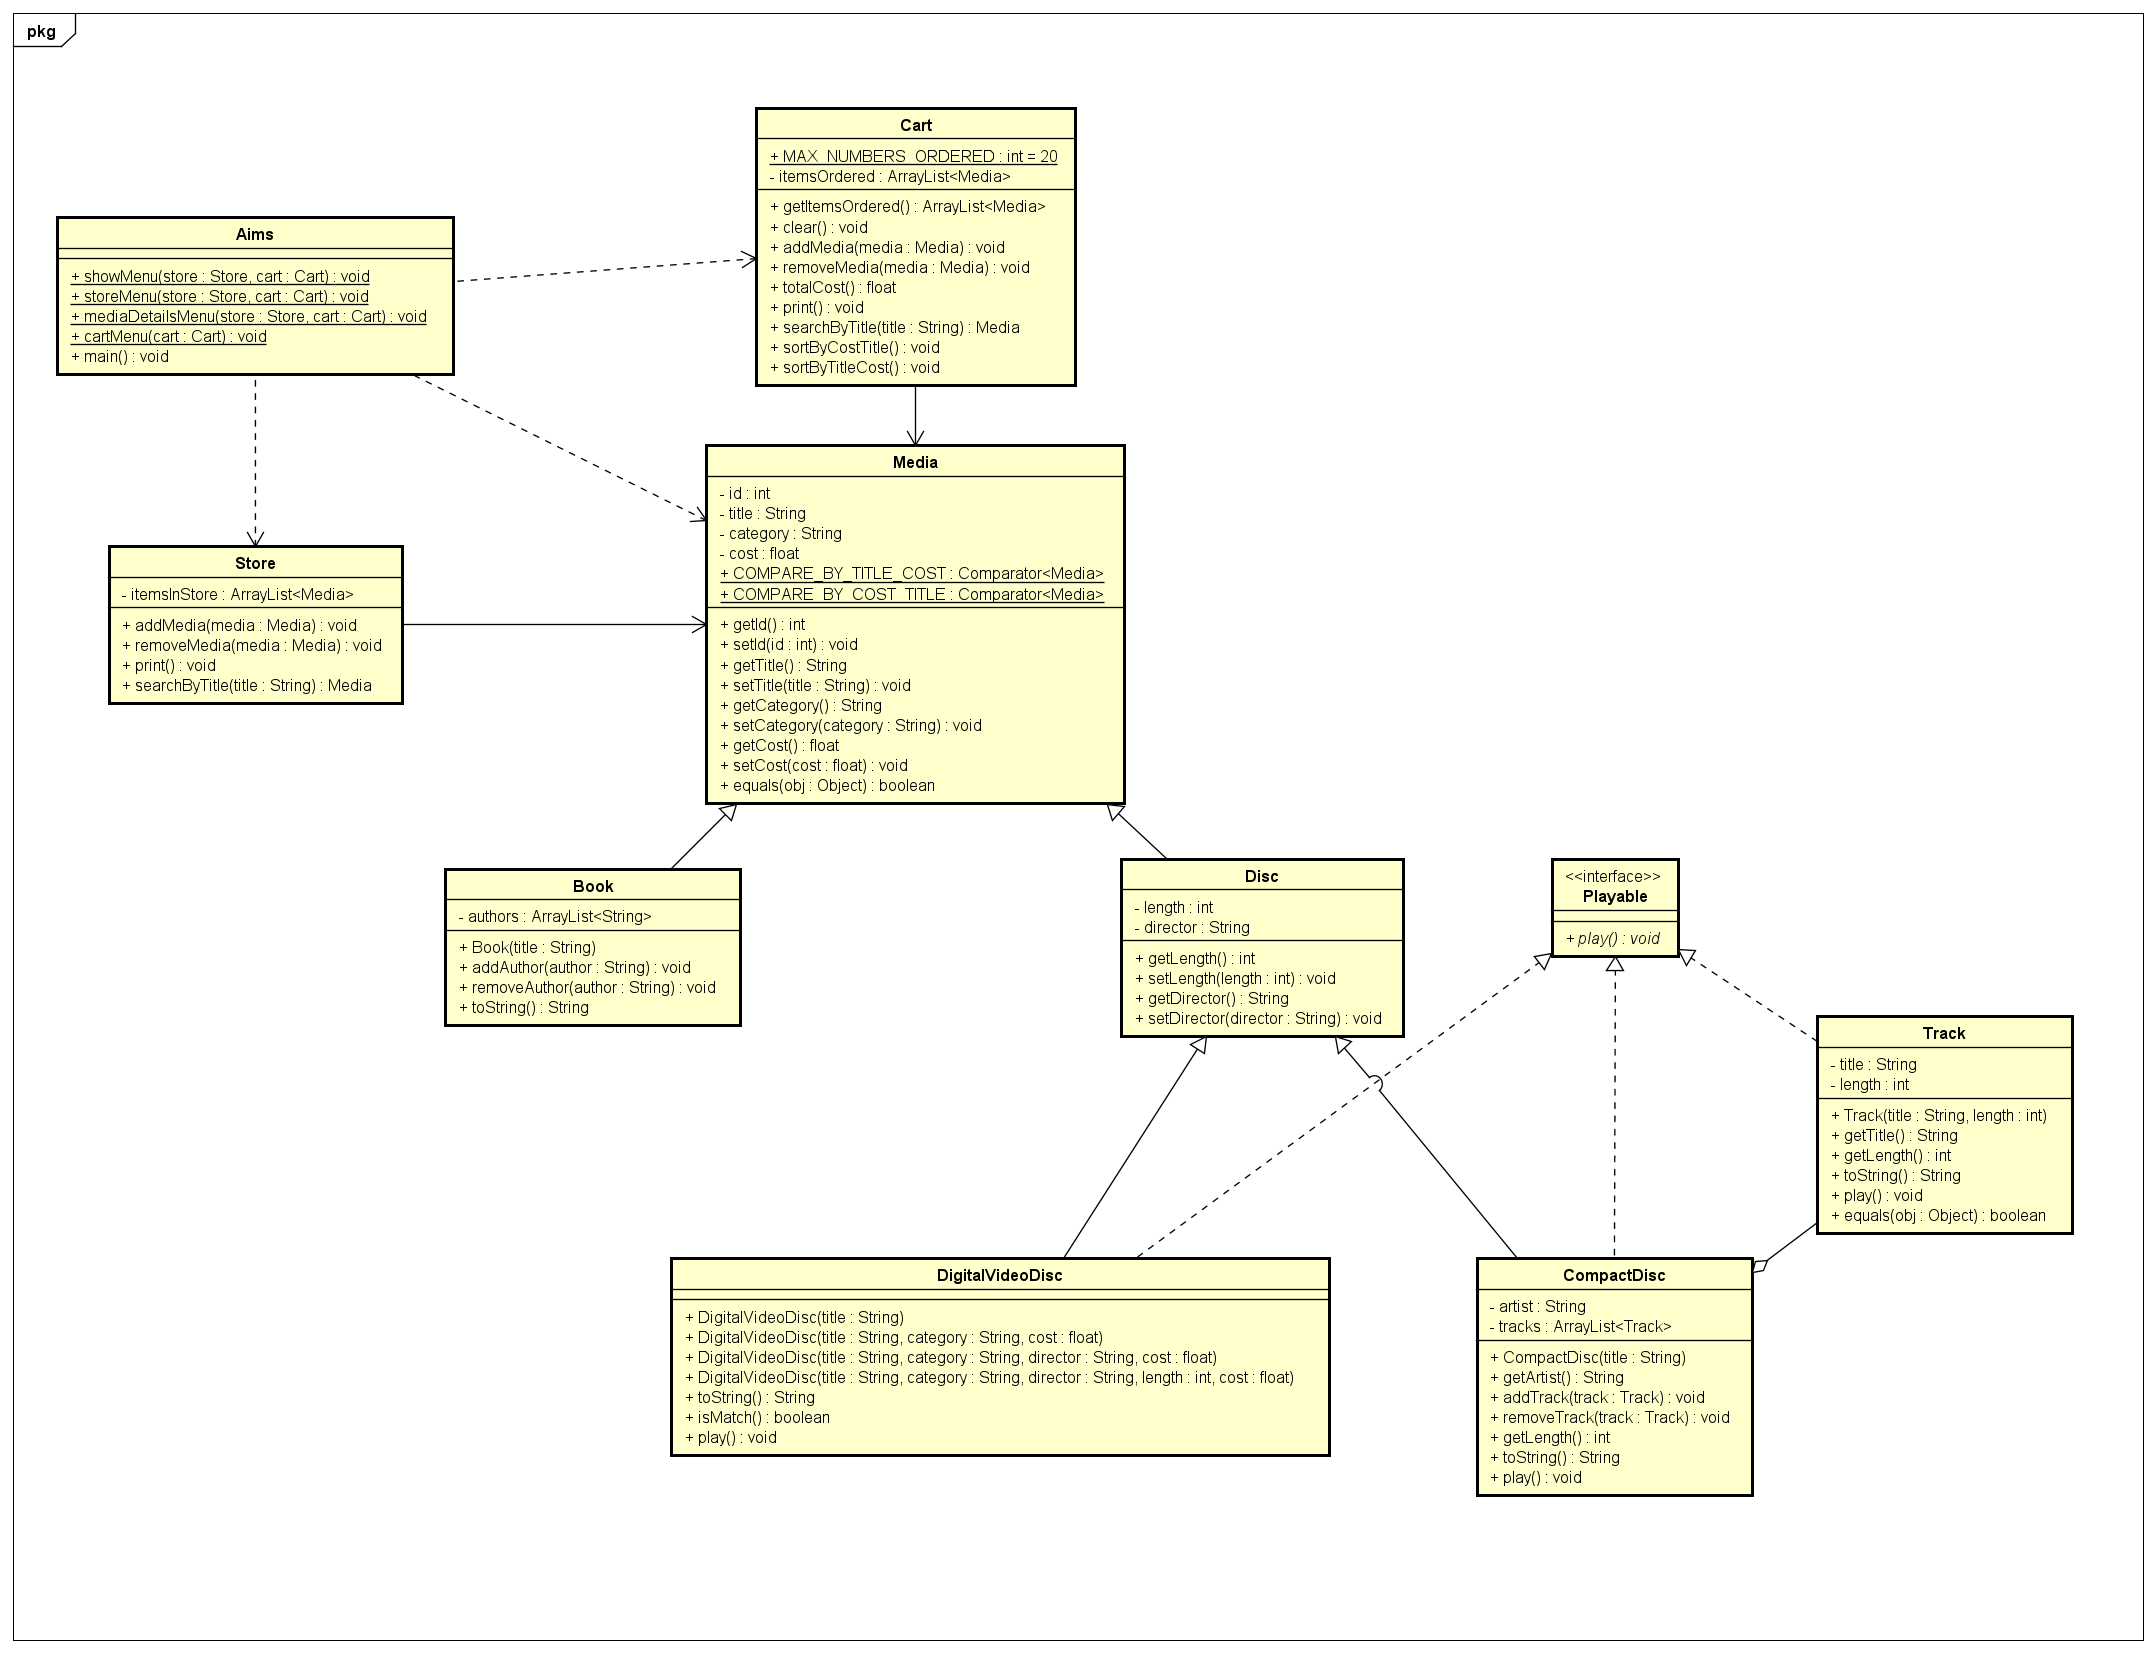 pkg
Cart
+ MAX_NUMBERS_ORDERED : int = 20
- itemsOrdered : ArrayList<Media>
+ getItemsOrdered() : ArrayList<Media>
+ clear() : void
+ addMedia(media : Media) : void
+ removeMedia(media : Media) : void
+ totalCost() : float
+ print() : void
+ searchByTitle(title : String) : Media
+ sortByCostTitle() : void
+ sortByTitleCost() : void
Aims
+ showMenu(store : Store, cart : Cart) : void
+ storeMenu(store : Store, cart : Cart) : void
+ mediaDetailsMenu(store : Store, cart : Cart) : void
+ cartMenu(cart : Cart) : void
+ main() : void
Media
- id : int
- title : String
- category : String
- cost : float
+ COMPARE_BY_TITLE_COST : Comparator<Media>
+ COMPARE_BY_COST_TITLE : Comparator<Media>
+ getId() : int
+ setId(id : int) : void
+ getTitle() : String
+ setTitle(title : String) : void
+ getCategory() : String
+ setCategory(category : String) : void
+ getCost() : float
+ setCost(cost : float) : void
+ equals(obj : Object) : boolean
Store
- itemsInStore : ArrayList<Media>
+ addMedia(media : Media) : void
+ removeMedia(media : Media) : void
+ print() : void
+ searchByTitle(title : String) : Media
Book
- authors : ArrayList<String>
+ Book(title : String)
+ addAuthor(author : String) : void
+ removeAuthor(author : String) : void
+ toString() : String
Disc
- length : int
- director : String
+ getLength() : int
+ setLength(length : int) : void
+ getDirector() : String
+ setDirector(director : String) : void
<<interface>>
Playable
+ play() : void
Track
- title : String
- length : int
+ Track(title : String, length : int)
+ getTitle() : String
+ getLength() : int
+ toString() : String
+ play() : void
+ equals(obj : Object) : boolean
DigitalVideoDisc
+ DigitalVideoDisc(title : String)
+ DigitalVideoDisc(title : String, category : String, cost : float)
+ DigitalVideoDisc(title : String, category : String, director : String, cost : float)
+ DigitalVideoDisc(title : String, category : String, director : String, length : int, cost : float)
+ toString() : String
+ isMatch() : boolean
+ play() : void
CompactDisc
- artist : String
- tracks : ArrayList<Track>
+ CompactDisc(title : String)
+ getArtist() : String
+ addTrack(track : Track) : void
+ removeTrack(track : Track) : void
+ getLength() : int
+ toString() : String
+ play() : void